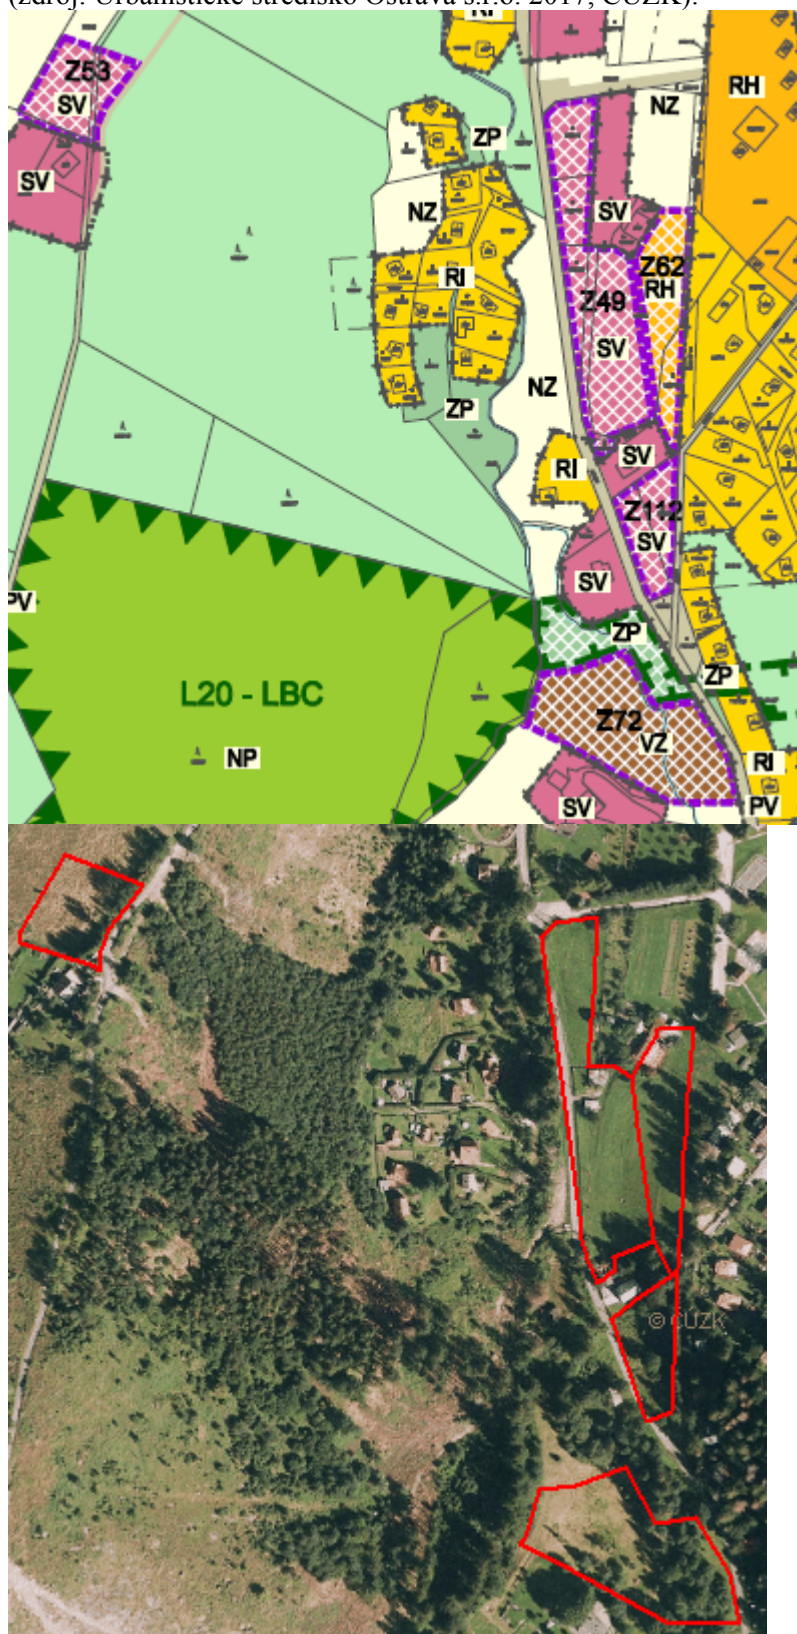 (zdroj: Urbanistické středisko Ostrava s.r.o. 2017, ČÚZK).
RI
Z53
SV
RH
NZ
ZP
SV
NZ
SV
Z62
RH
RI
Z49
SV
NZ
ZP
SV
RI
Z112
SV
SV
PV
ZP
ZP
L20 - LBC
Z72
VZ
NP
RI
SV
PV
© ČÚZK